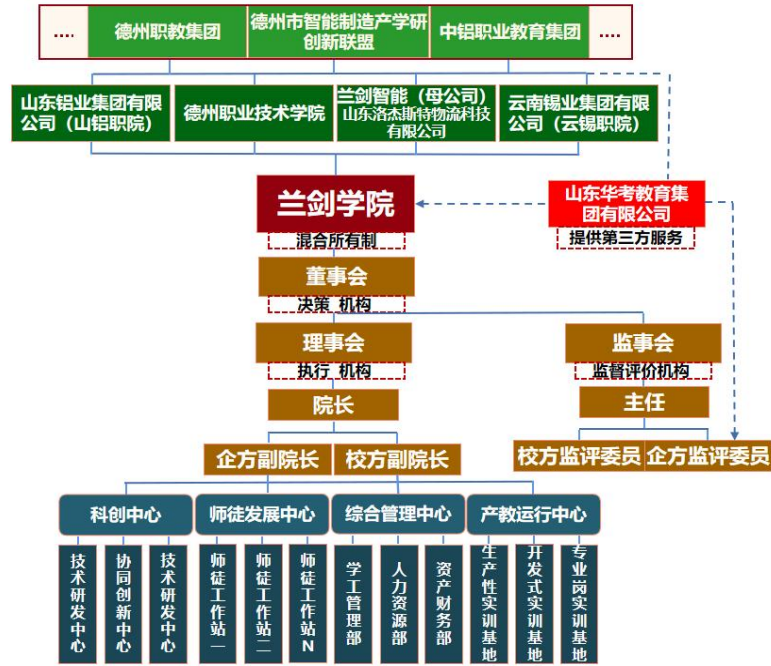 ....
德州职教集团
德州市智能制造产学研
创新联盟
中铝职业教育集团
....
山东铝业集团有限
公司（山铝职院）
德州职业技术学院
兰剑智能（母公司）
山东洛杰斯特物流科技
有限公司
云南锡业集团有限
公司（云锡职院）
兰剑学院
混合所有制
山东华考教育集
团有限公司
提供第三方服务
董事会
决策 机构
理事会
执行 机构
监事会
监督评价机构
院长
主任
企方副院长
校方副院长
校方监评委员
企方监评委员
科创中心
师徒发展中心
综合管理中心
产教运行中心
技术研发中心
协同创新中心
技术研发中心
师徒工作站一
师徒工作站二
师徒工作站N
学工管理部
人力资源部
资产财务部
生产性实训基地
开发式实训基地
专业岗实训基地